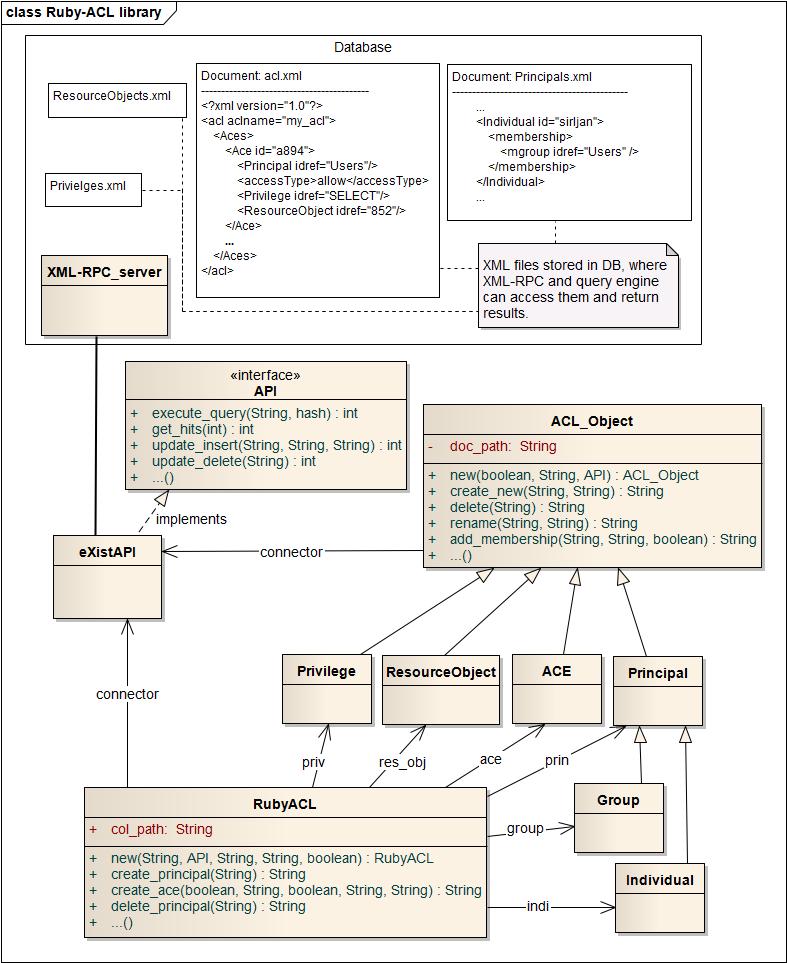 class Ruby-ACL library
Database
ResourceObjects.xml
Privielges.xml
Document: acl.xml
------------------------------------------
<?xml version="1.0"?>
<acl aclname="my_acl">
<Aces>
<Ace id="a894">
<Principal idref="Users"/>
<accessType>allow</accessType>
<Privilege idref="SELECT"/>
<ResourceObject idref="852"/>
</Ace>
...
</Aces>
</acl>
Document: Principals.xml
--------------------------------------------
...
<Individual id="sirljan">
<membership>
<mgroup idref="Users" />
</membership>
</Individual>
...
XML files stored in DB, where
XML-RPC and query engine
can access them and return
results.
XML-RPC_server
«interface»
API
+ execute_query(String, hash) : int
+ get_hits(int) : int
+ update_insert(String, String, String) : int
+ update_delete(String) : int
+ ...()
implements
ACL_Object
- doc_path: String
+ new(boolean, String, API) : ACL_Object
+ create_new(String, String) : String
+ delete(String) : String
+ rename(String, String) : String
+ add_membership(String, String, boolean) : String
+ ...()
eXistAPI
connector
connector
Privilege
ResourceObject
ACE
Principal
priv
res_obj
ace
prin
RubyACL
+ col_path: String
+ new(String, API, String, String, boolean) : RubyACL
+ create_principal(String) : String
+ create_ace(boolean, String, boolean, String, String) : String
+ delete_principal(String) : String
+ ...()
group
Group
indi
Individual